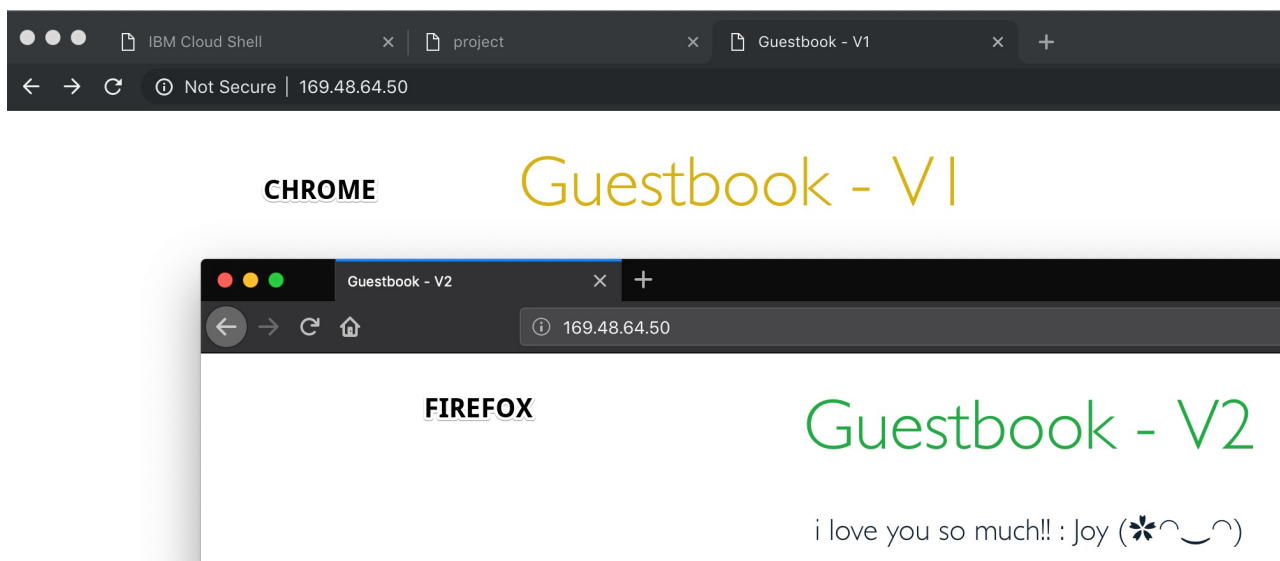 IBM Cloud Shell project Guestbook - V1
Not Secure | 169.48.64.50
CHROME
Guestbook - V1
Guestbook - V2
169.48.64.50
FIREFOX
Guestbook - V2
i love you so much!! : Joy (✽◠‿◠)